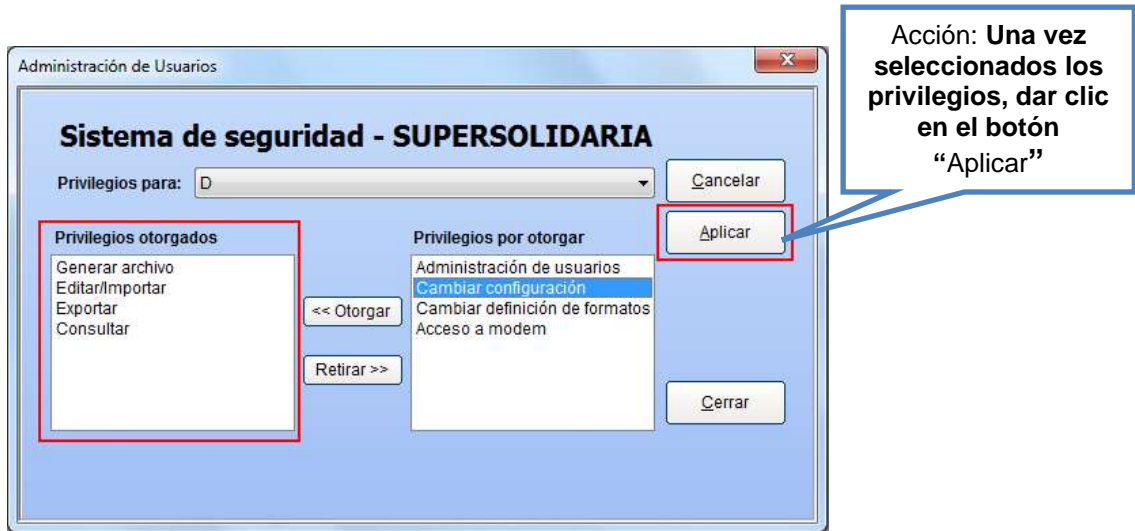 Acción: Una vez
seleccionados los
privilegios, dar clic
en el botón
“Aplicar”
Administración de Usuarios
Sistema de seguridad - SUPERSOLIDARIA
Privilegios para: D
Cancelar
Aplicar
Privilegios otorgados
Generar archivo
Editar/Importar
Exportar
Consultar
<< Otorgar
Retirar >>
Privilegios por otorgar
Administración de usuarios
Cambiar configuración
Cambiar definición de formatos
Acceso a modem
Cerrar